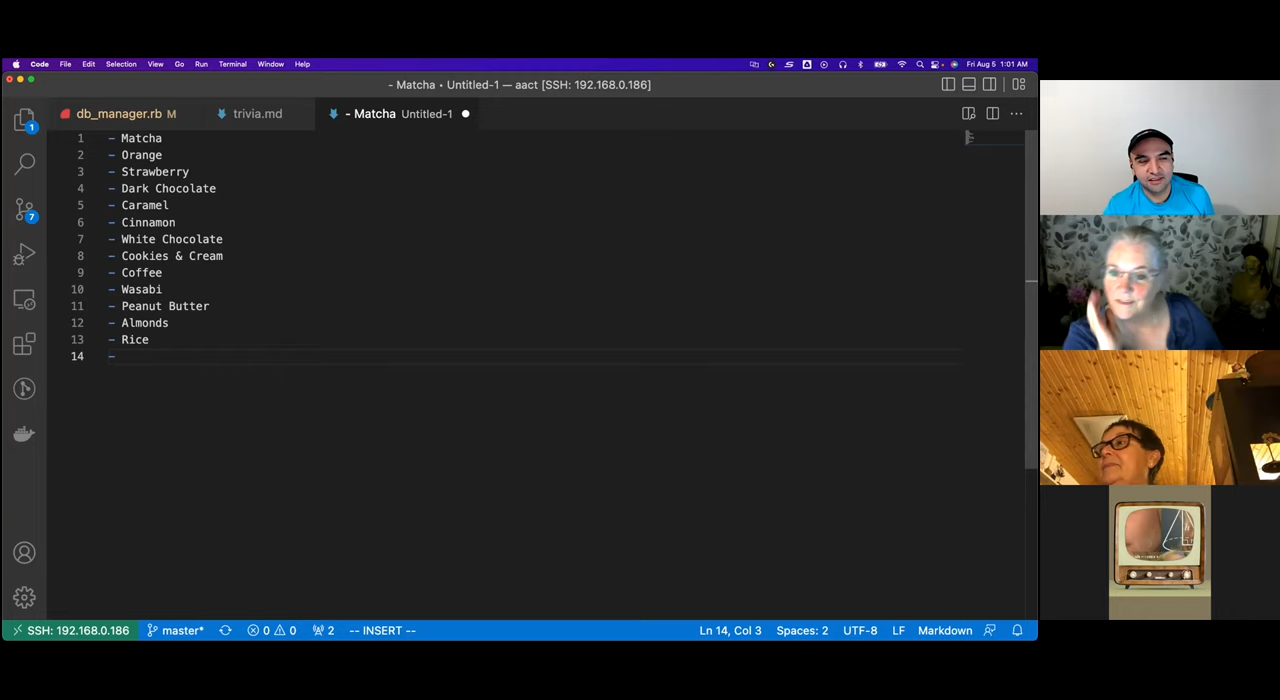 Code File Edit Selection View Go Run Terminal Window Help Fri Aug 5 1:01 AM
- Matcha • Untitled-1 — aact [SSH: 192.168.0.186]
db_manager.rb M trivia.md - Matcha Untitled-1
1 - Matcha
2 - Orange
3 - Strawberry
4 - Dark Chocolate
5 - Caramel
6 - Cinnamon
7 - White Chocolate
8 - Cookies & Cream
9 - Coffee
10 - Wasabi
11 - Peanut Butter
12 - Almonds
13 - Rice
14 -
1
7
SSH: 192.168.0.186 master* 0 0 2 -- INSERT -- Ln 14, Col 3 Spaces: 2 UTF-8 LF Markdown